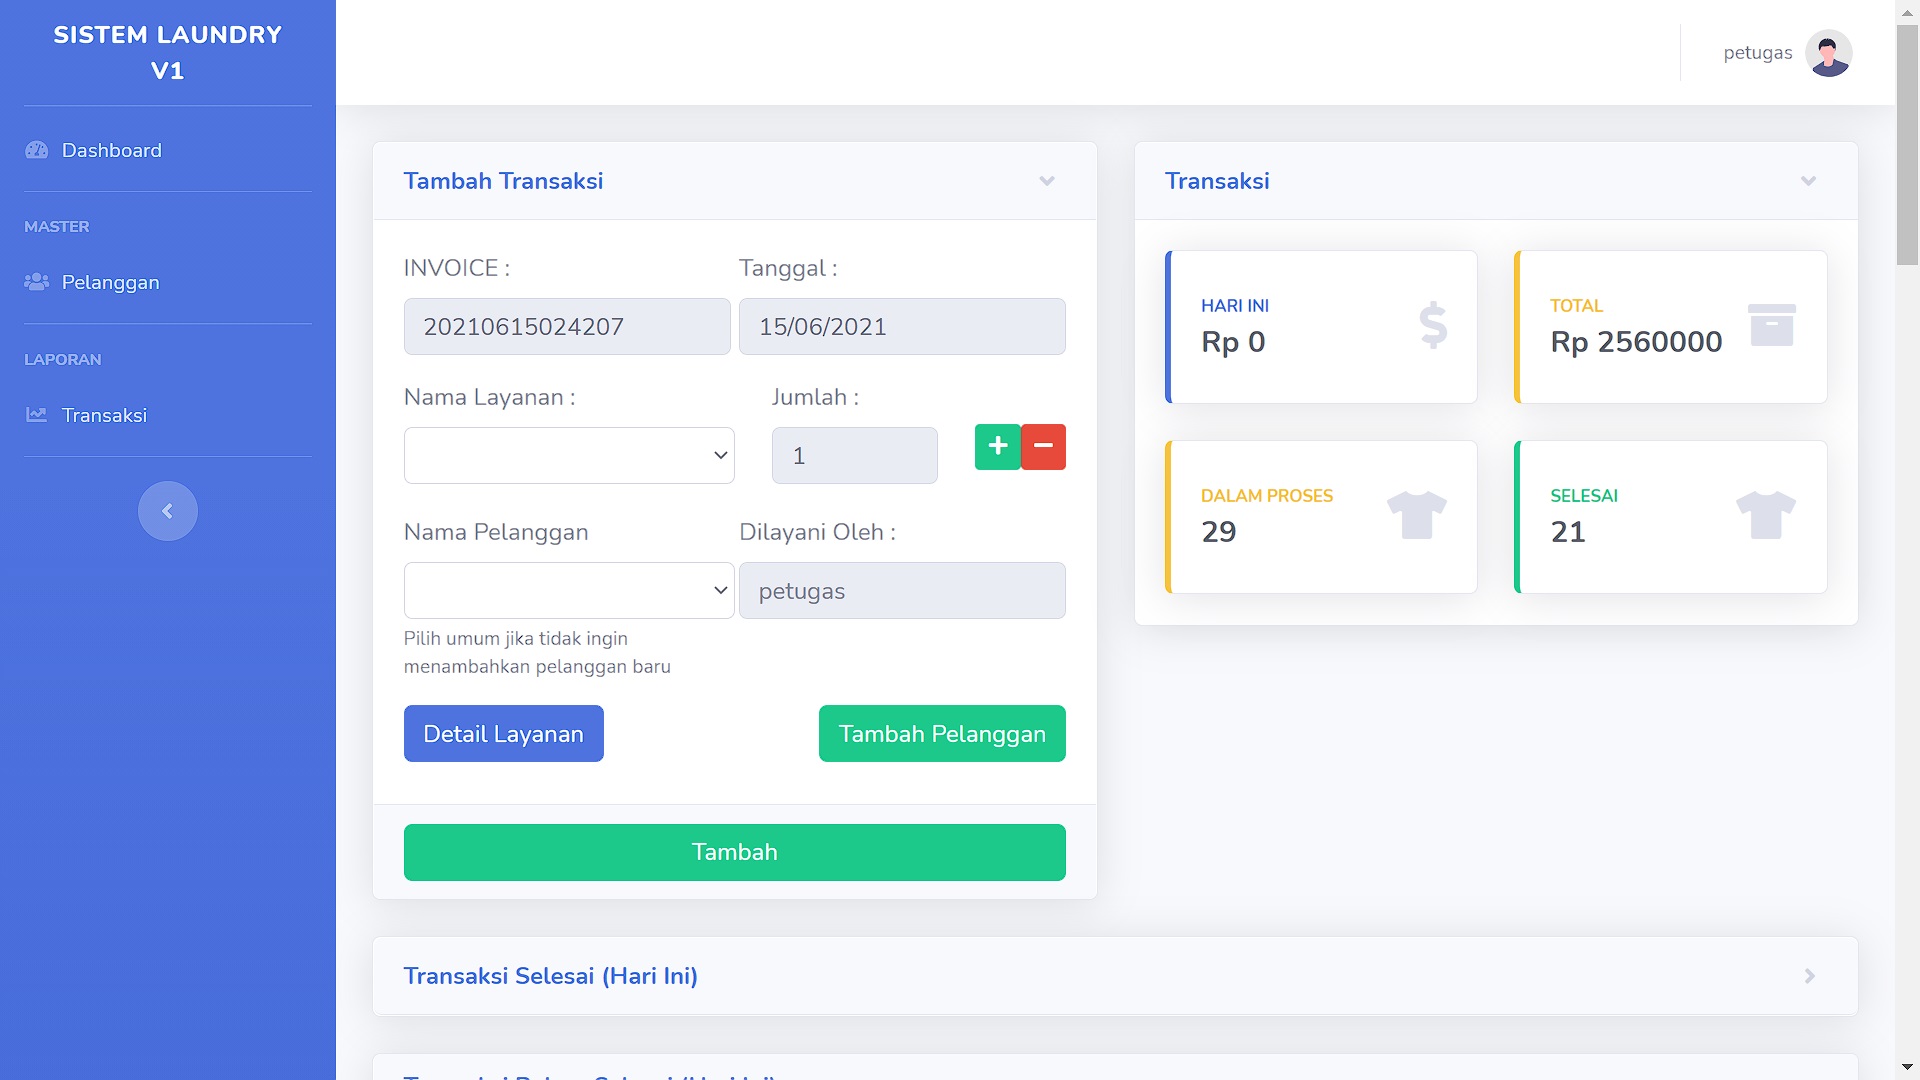 SISTEM LAUNDRY
V1
Dashboard
MASTER
Pelanggan
LAPORAN
Transaksi
petugas
Tambah Transaksi
INVOICE :
Tanggal :
20210615024207
15/06/2021
Nama Layanan :
Jumlah :
1
Nama Pelanggan
Dilayani Oleh :
petugas
Pilih umum jika tidak ingin
menambahkan pelanggan baru
Detail Layanan
Tambah Pelanggan
Tambah
Transaksi
HARI INI
Rp 0
TOTAL
Rp 2560000
DALAM PROSES
29
SELESAI
21
Transaksi Selesai (Hari Ini)